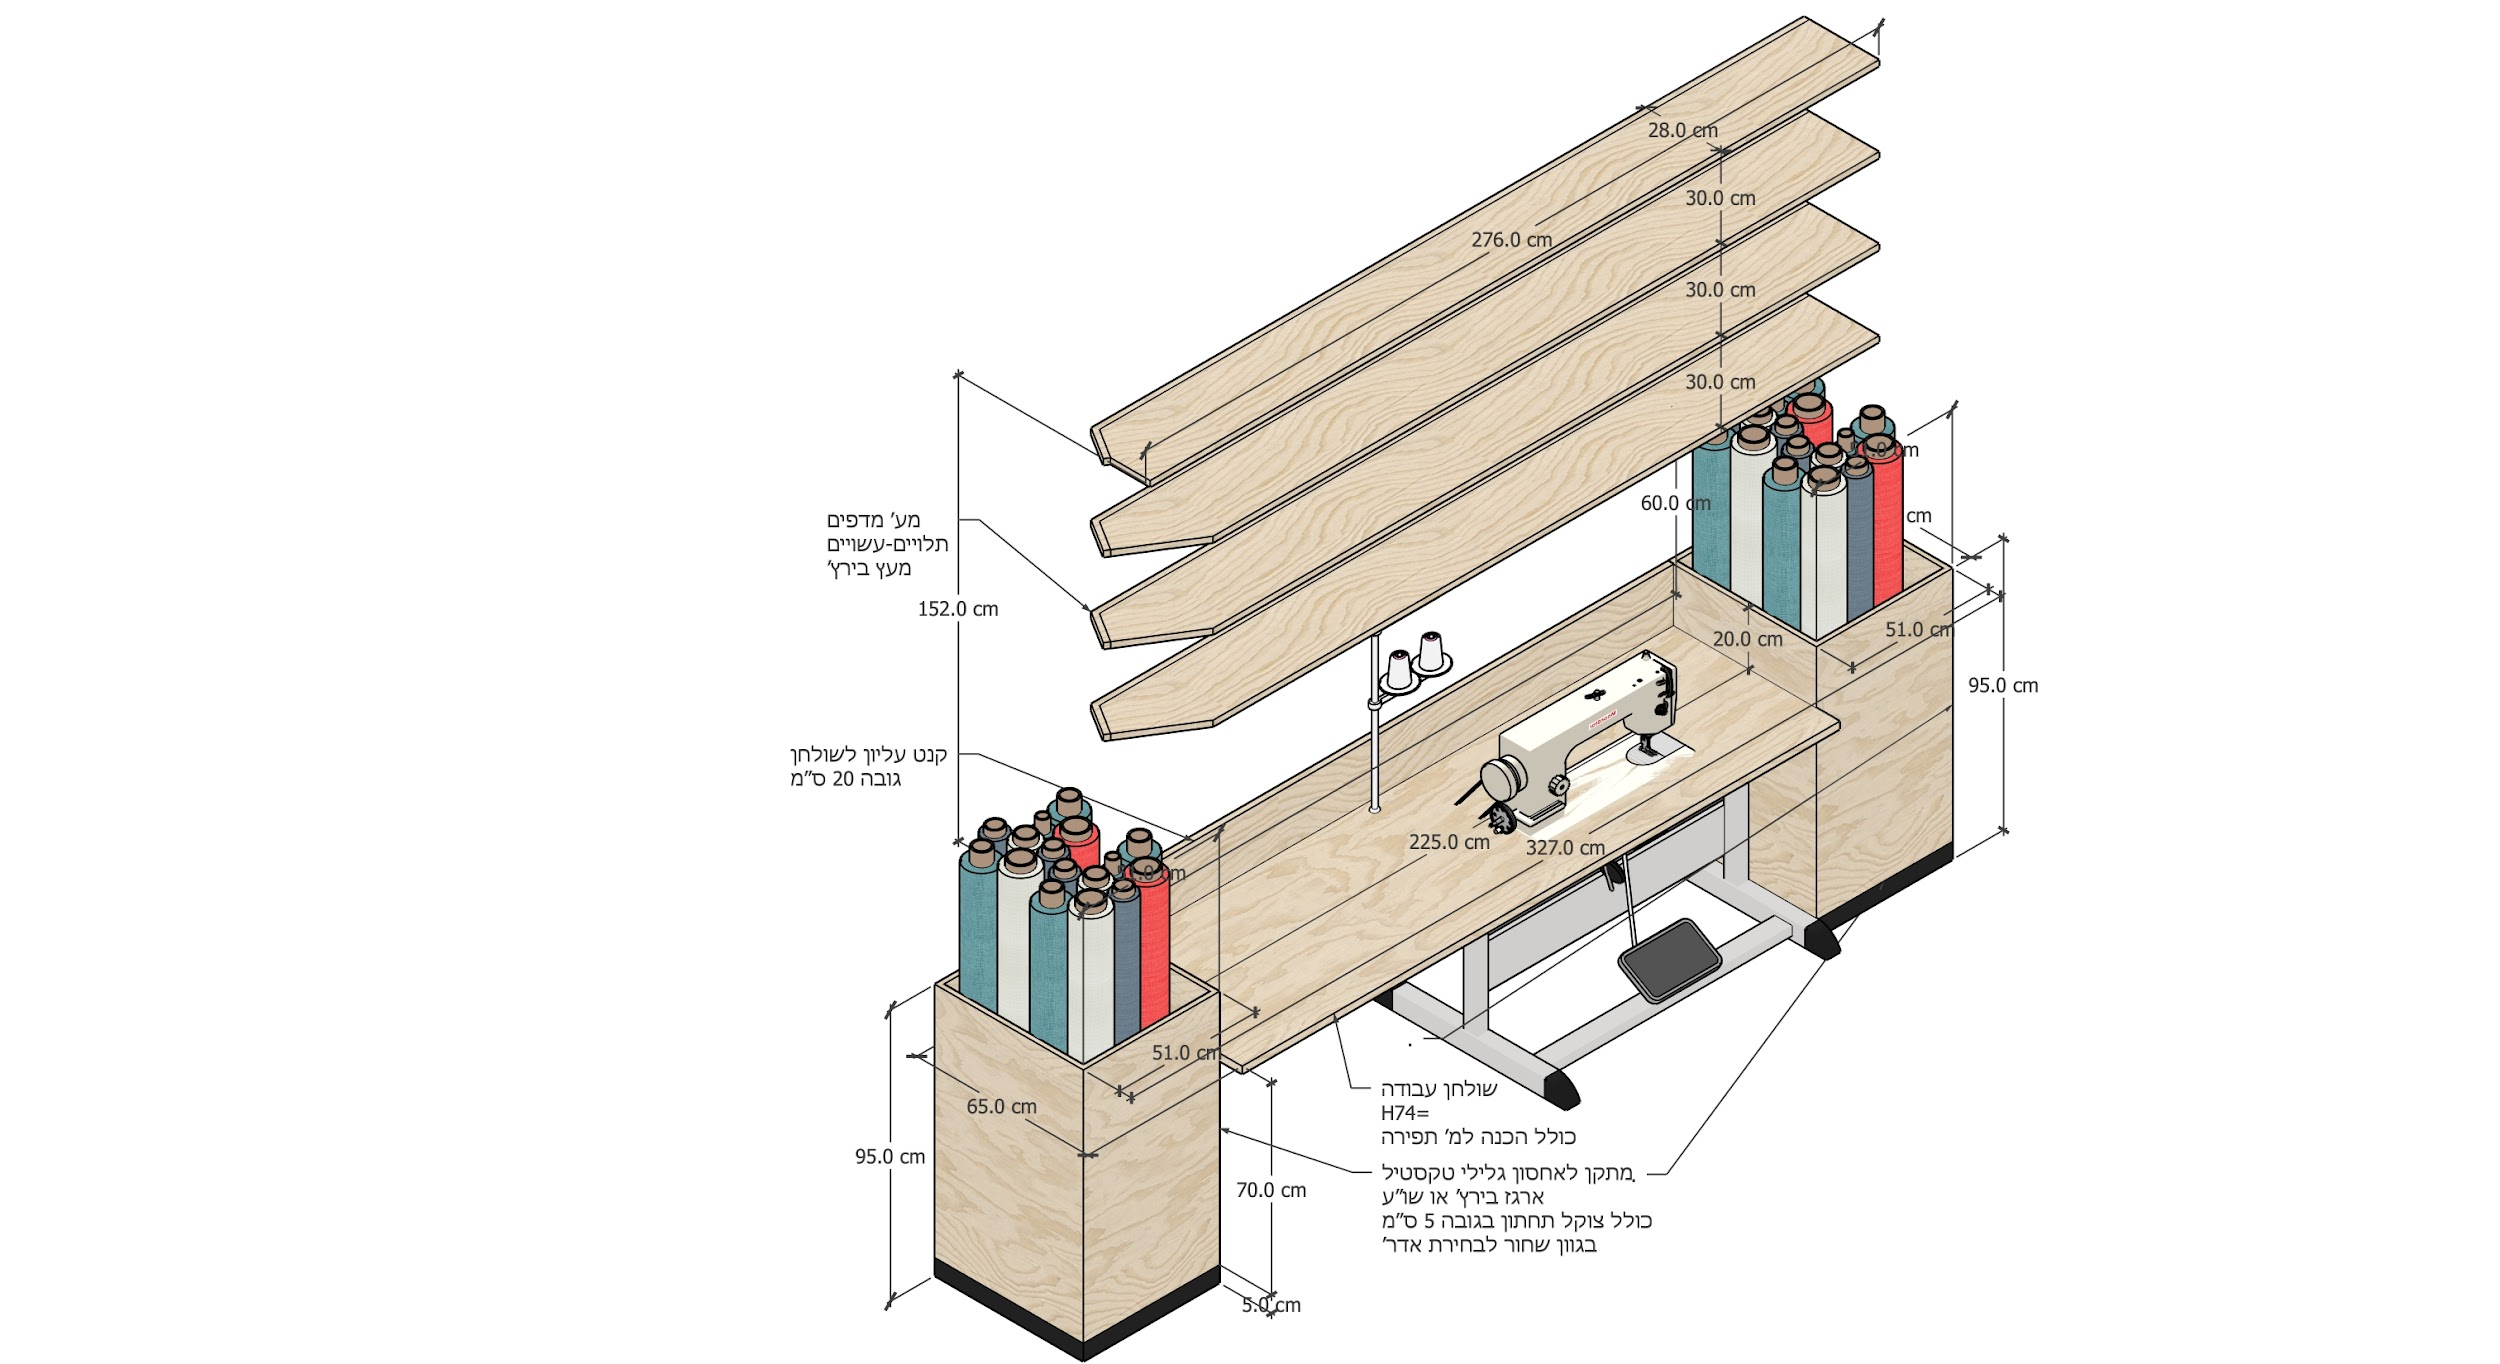 28.0 cm
30.0 cm
276.0 cm
30.0 cm
30.0 cm
60.0 cm
cm
מע' מדפים
תלויים-עשויים
מעץ בירץ'
152.0 cm
20.0 cm
51.0 cm
95.0 cm
קנט עליון לשולחן
גובה 20 ס"מ
225.0 cm
327.0 cm
51.0 cm
65.0 cm
95.0 cm
70.0 cm
5.0 cm
שולחן עבודה
H74=
כולל הכנה למ' תפירה
מתקן לאחסון גלילי טקסטיל.
ארגז בירץ' או שו"ע
כולל צוקל תחתון בגובה 5 ס"מ
בגוון שחור לבחירת אדר'